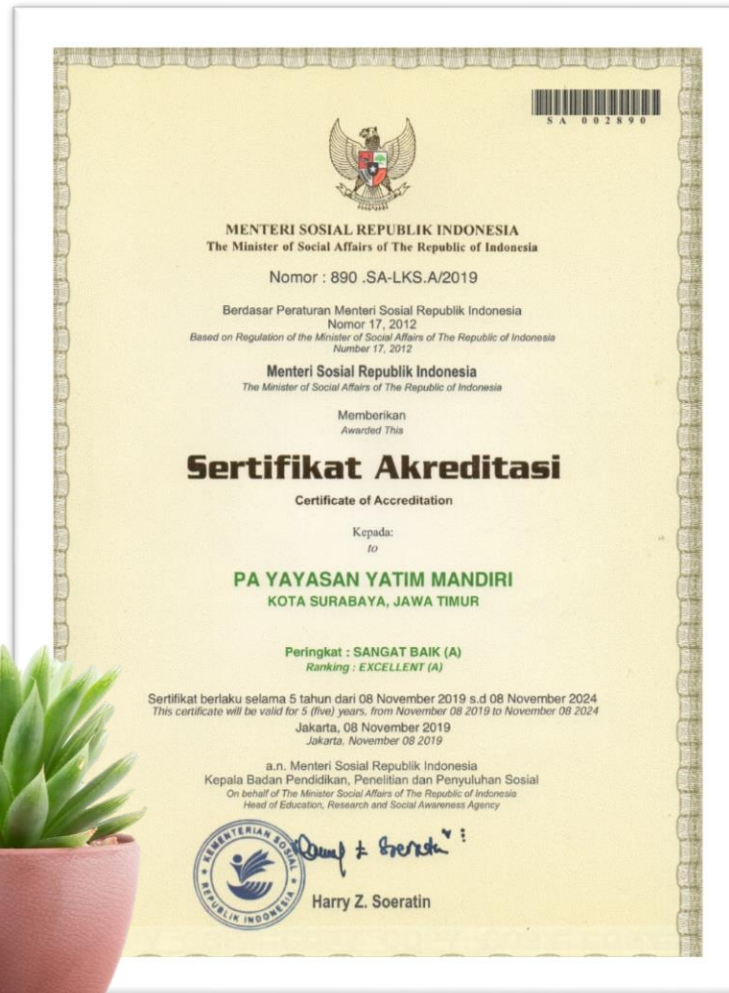 SA 002890
MENTERI SOSIAL REPUBLIK INDONESIA
The Minister of Social Affairs of The Republic of Indonesia
Nomor : 890 .SA-LKS.A/2019
Berdasar Peraturan Menteri Sosial Republik Indonesia
Nomor 17, 2012
Based on Regulation of the Minister of Social Affairs of The Republic of Indonesia
Number 17, 2012
Menteri Sosial Republik Indonesia
The Minister of Social Affairs of The Republic of Indonesia
Memberikan
Awarded This
Sertifikat Akreditasi
Certificate of Accreditation
Kepada:
to
PA YAYASAN YATIM MANDIRI
KOTA SURABAYA, JAWA TIMUR
Peringkat : SANGAT BAIK (A)
Ranking : EXCELLENT (A)
Sertifikat berlaku selama 5 tahun dari 08 November 2019 s.d 08 November 2024
This certificate will be valid for 5 (five) years, from November 08 2019 to November 08 2024
Jakarta, 08 November 2019
Jakarta, November 08 2019
a.n. Menteri Sosial Republik Indonesia
Kepala Badan Pendidikan, Penelitian dan Penyuluhan Sosial
On behalf of The Minister Social Affairs of The Republic of Indonesia
Head of Education, Research and Social Awareness Agency
KEMENTERIAN SOSIAL
REPUBLIK INDONESIA
Harry Z. Soeratin